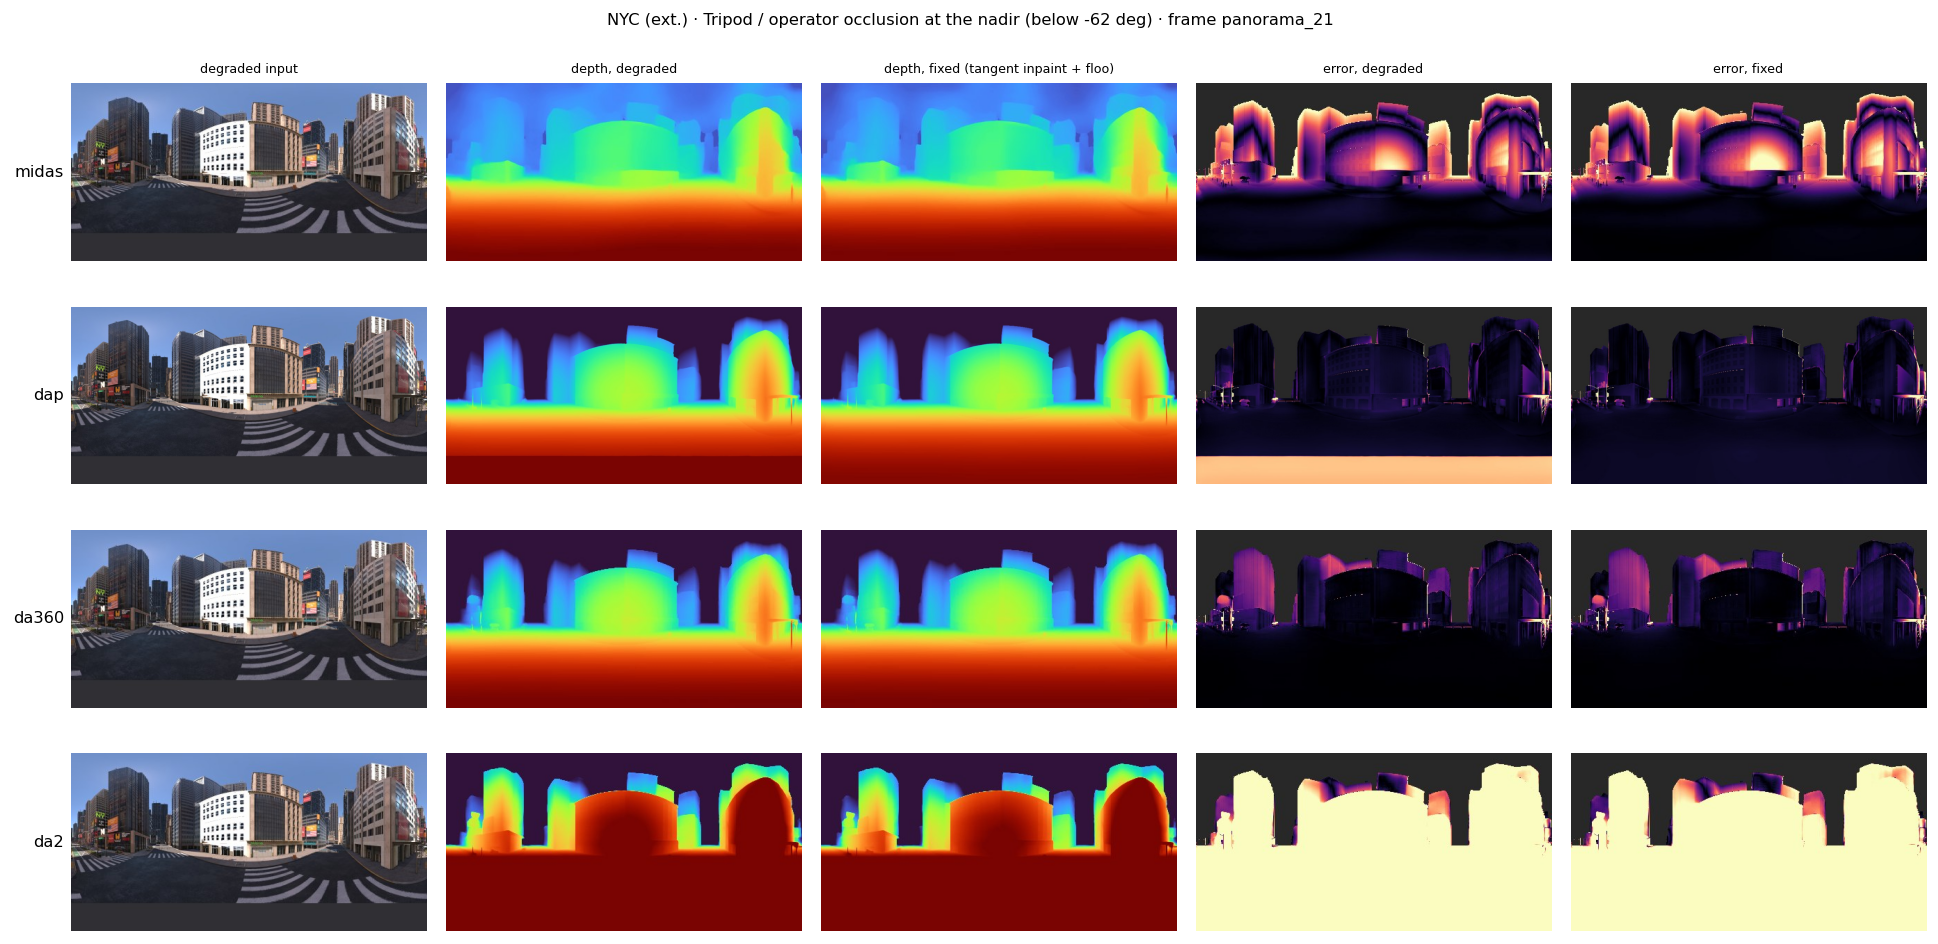 NYC (ext.) · Tripod / operator occlusion at the nadir (below -62 deg) · frame panorama_21
degraded input
depth, degraded
depth, fixed (tangent inpaint + floo)
error, degraded
error, fixed
midas
dap
da360
da2